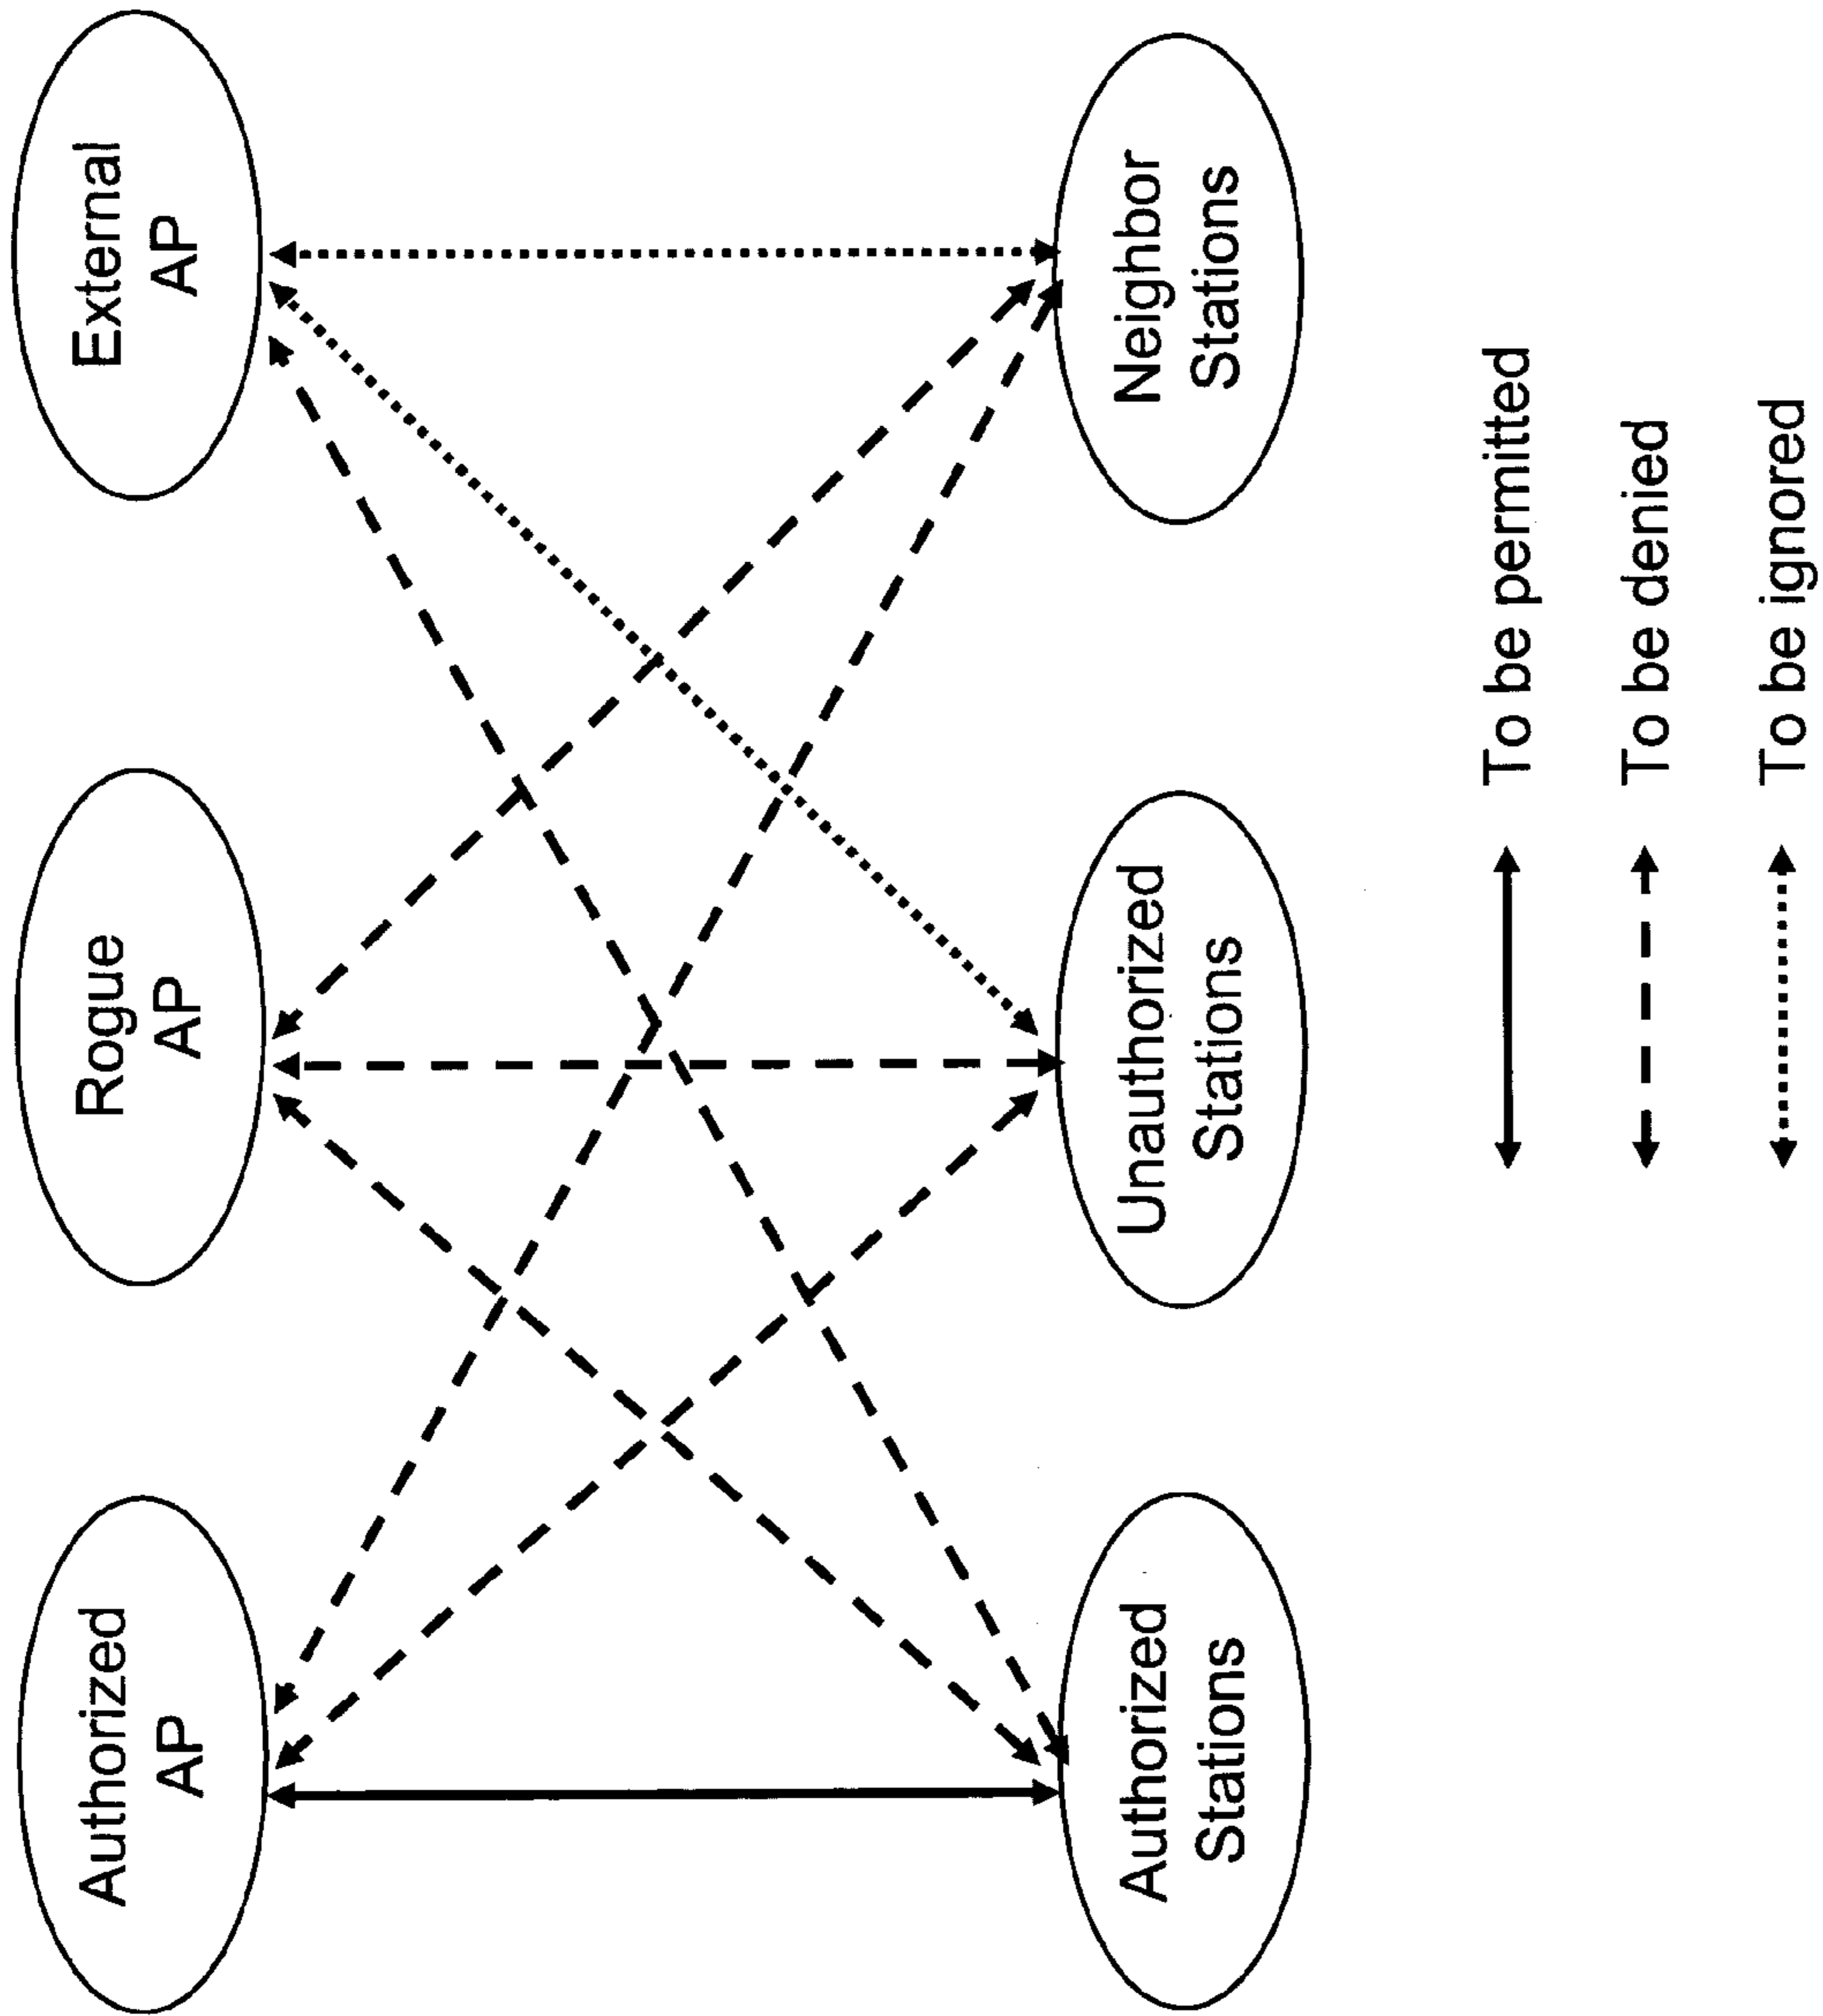 Authorized
AP
Rogue
AP
External
AP
Authorized
Stations
Unauthorized
Stations
Neighbor
Stations
To be permitted
To be denied
To be ignored